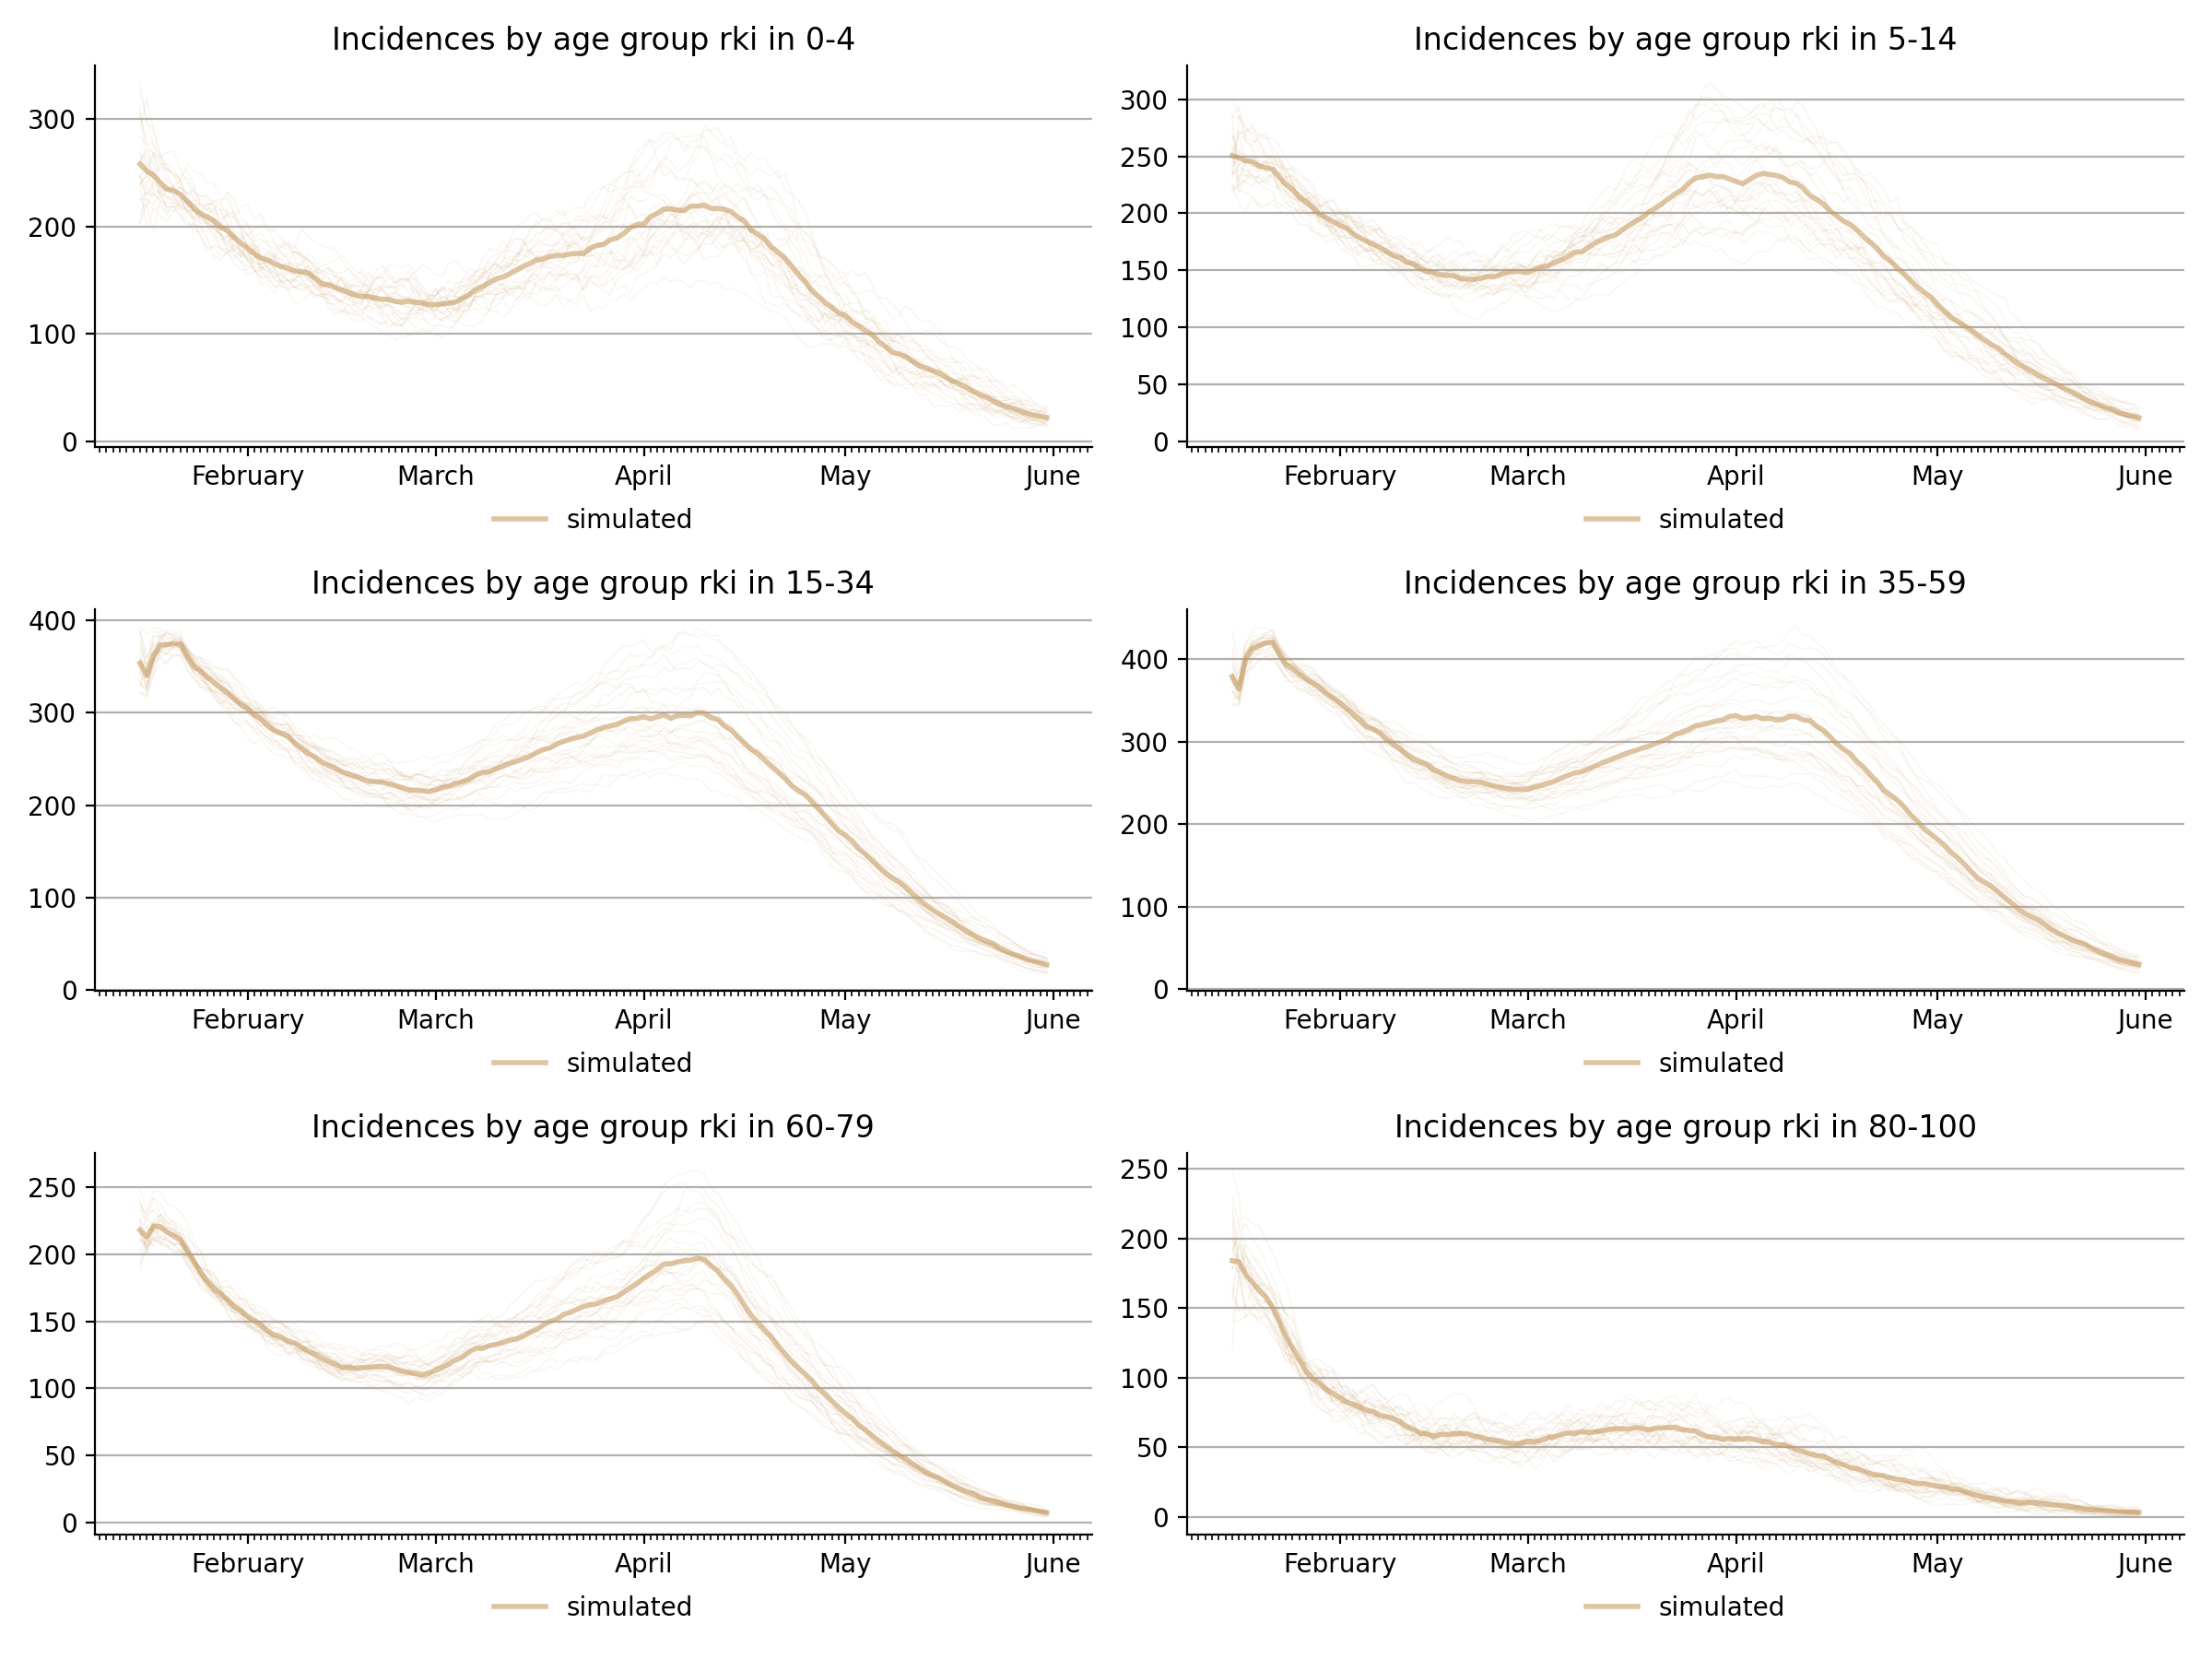 Incidences by age group rki in 0-4
300
200
100
0
February March April May June
simulated
Incidences by age group rki in 5-14
300
250
200
150
100
50
0
February March April May June
simulated
Incidences by age group rki in 15-34
400
300
200
100
0
February March April May June
simulated
Incidences by age group rki in 35-59
400
300
200
100
0
February March April May June
simulated
Incidences by age group rki in 60-79
250
200
150
100
50
0
February March April May June
simulated
Incidences by age group rki in 80-100
250
200
150
100
50
0
February March April May June
simulated